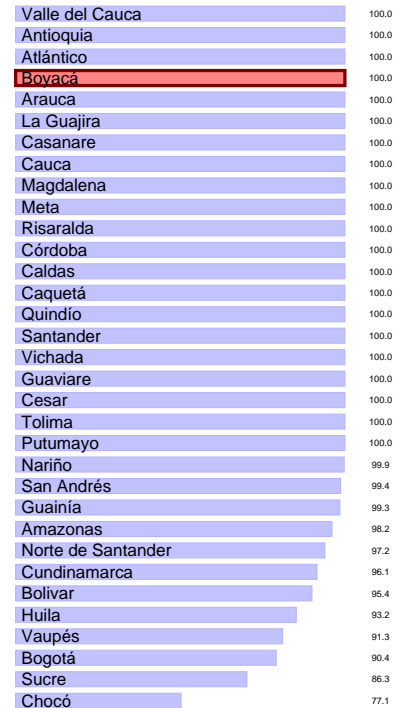 Valle del Cauca 100.0
Antioquia 100.0
Atlántico 100.0
Boyacá 100.0
Arauca 100.0
La Guajira 100.0
Casanare 100.0
Cauca 100.0
Magdalena 100.0
Meta 100.0
Risaralda 100.0
Córdoba 100.0
Caldas 100.0
Caquetá 100.0
Quindío 100.0
Santander 100.0
Vichada 100.0
Guaviare 100.0
Cesar 100.0
Tolima 100.0
Putumayo 100.0
Nariño 99.9
San Andrés 99.4
Guainía 99.3
Amazonas 98.2
Norte de Santander 97.2
Cundinamarca 96.1
Bolivar 95.4
Huila 93.2
Vaupés 91.3
Bogotá 90.4
Sucre 86.3
Chocó 77.1